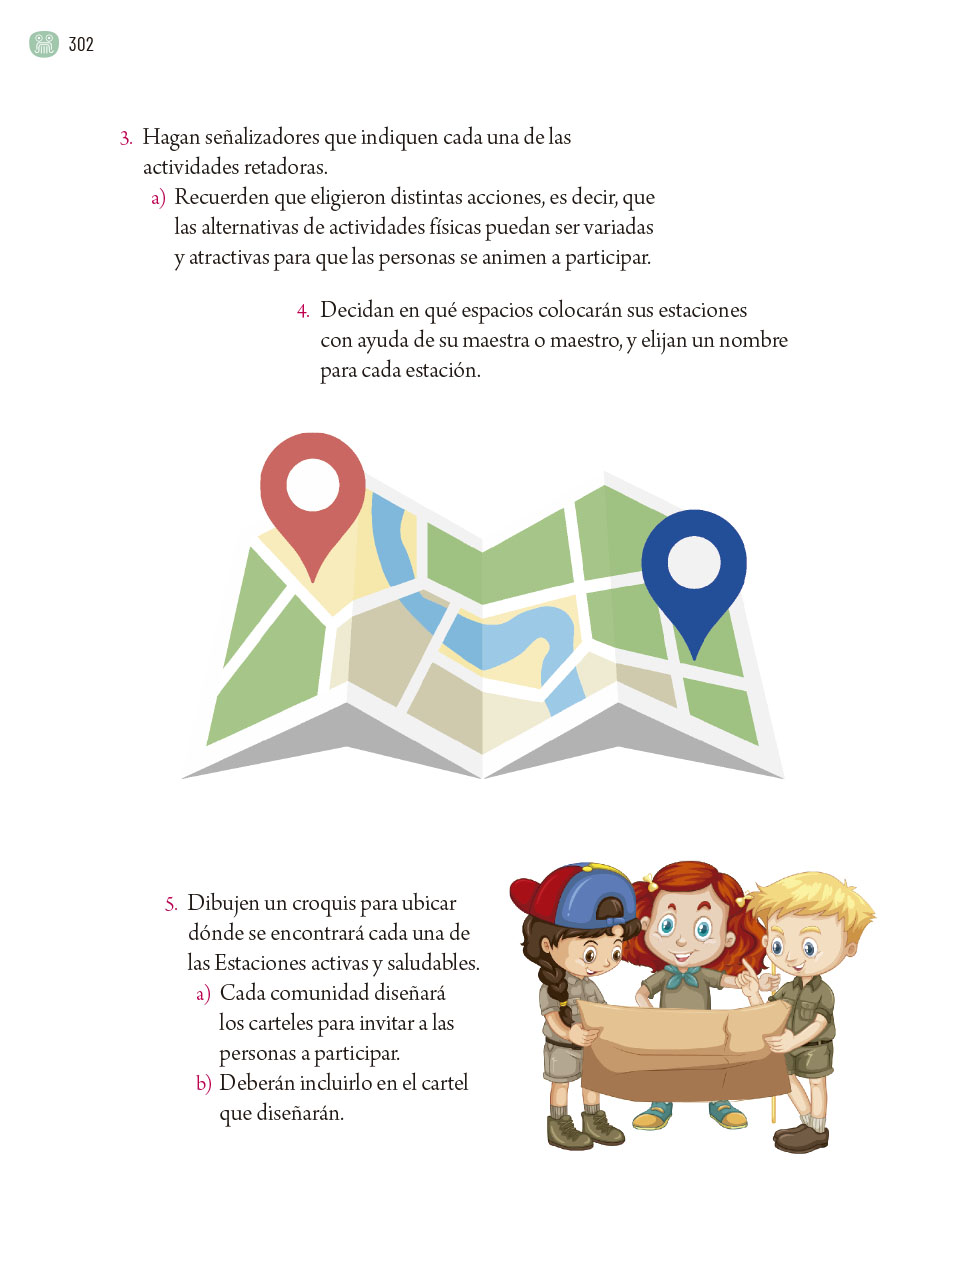 302
3. Hagan señalizadores que indiquen cada una de las
actividades retadoras.
a) Recuerden que eligieron distintas acciones, es decir, que
las alternativas de actividades físicas puedan ser variadas
y atractivas para que las personas se animen a participar.
4. Decidan en qué espacios colocarán sus estaciones
con ayuda de su maestra o maestro, y elijan un nombre
para cada estación.
5. Dibujen un croquis para ubicar
dónde se encontrará cada una de
las Estaciones activas y saludables.
a) Cada comunidad diseñará
los carteles para invitar a las
personas a participar.
b) Deberán incluirlo en el cartel
que diseñarán.